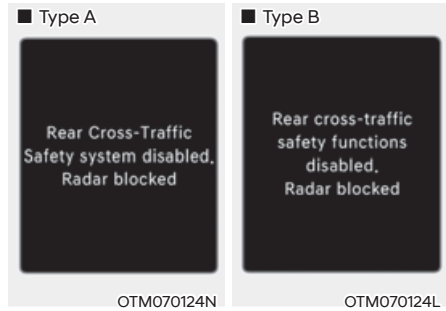 ■ Type A
Rear Cross-Traffic
Safety system disabled.
Radar blocked
OTM070124N
■ Type B
Rear cross-traffic
safety functions
disabled.
Radar blocked
OTM070124L